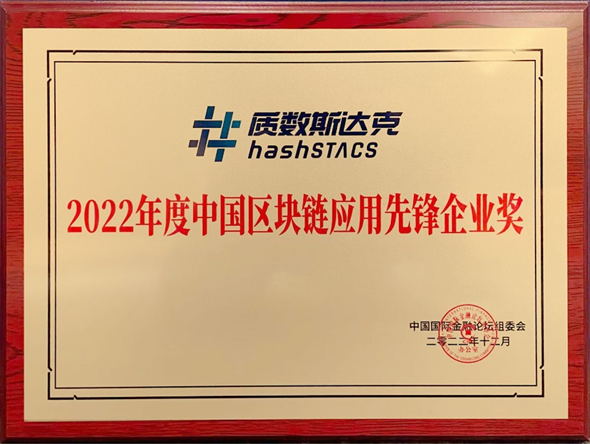 质数斯达克
hashSTACS
2022年度中国区块链应用先锋企业奖
中国国际金融论坛组委会
二零二二年十二月